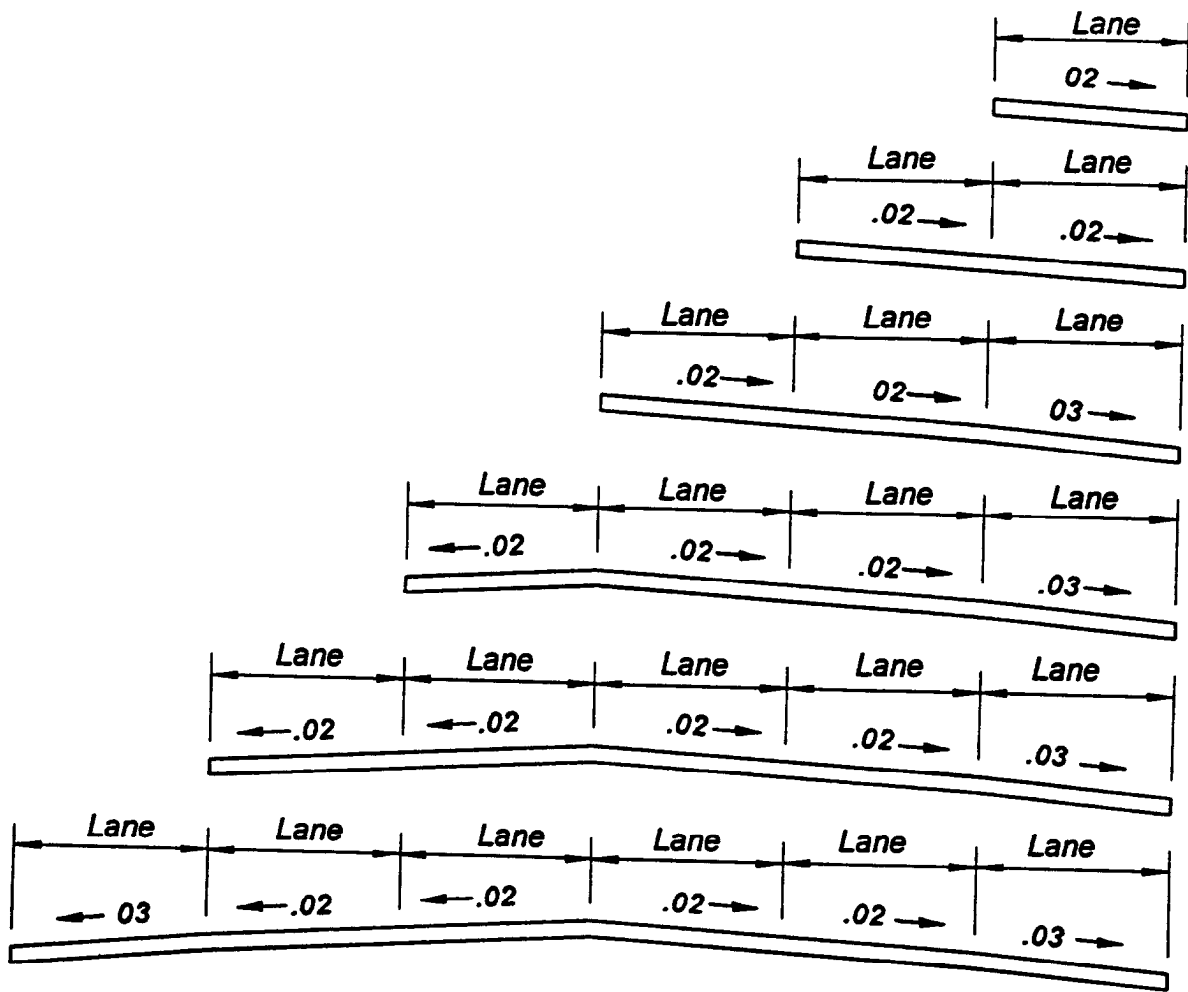 Lane
02
Lane Lane
.02 .02
Lane Lane Lane
.02 02 03
Lane Lane Lane Lane
.02 .02 .02 .03
Lane Lane Lane Lane Lane
.02 .02 .02 .02 .03
Lane Lane Lane Lane Lane Lane
03 .02 .02 .02 .02 .03